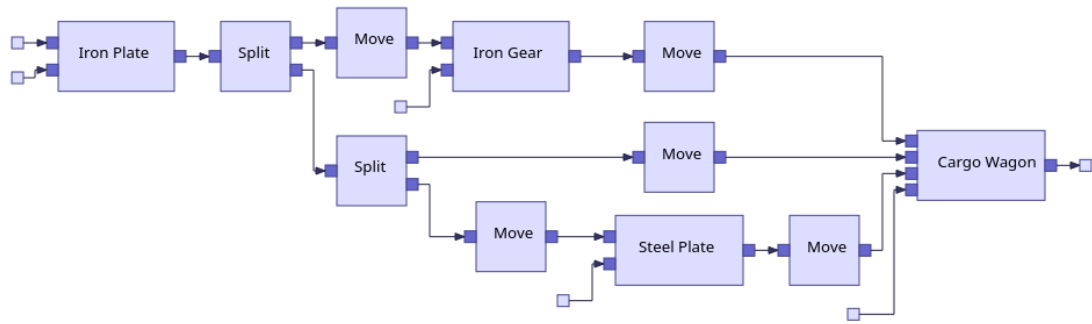 Iron Plate
Split
Move
Iron Gear
Move
Split
Move
Cargo Wagon
Move
Steel Plate
Move